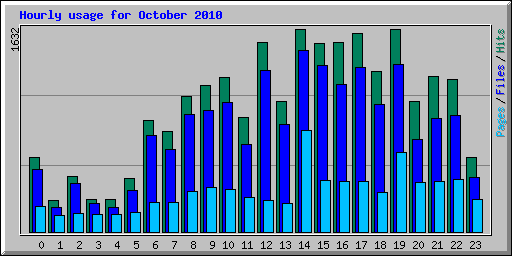 Hourly usage for October 2010
1632
Pages / Files / Hits
0 1 2 3 4 5 6 7 8 9 10 11 12 13 14 15 16 17 18 19 20 21 22 23